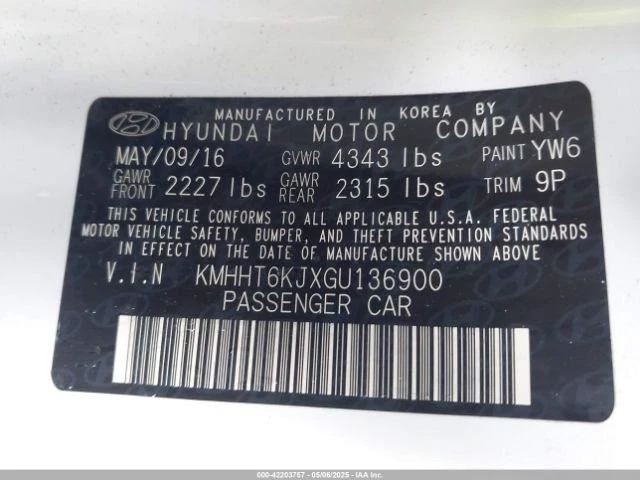 MANUFACTURED IN KOREA BY
HYUNDAI MOTOR COMPANY
MAY/09/16 GVWR 4343 lbs PAINT YW6
GAWR FRONT 2227 lbs GAWR REAR 2315 lbs TRIM 9P
THIS VEHICLE CONFORMS TO ALL APPLICABLE U.S.A. FEDERAL
MOTOR VEHICLE SAFETY, BUMPER, AND THEFT PREVENTION STANDARDS
IN EFFECT ON THE DATE OF MANUFACTURE SHOWN ABOVE
V.I.N KMHHT6KJXGU136900
PASSENGER CAR
000-42203757 - 05/06/2025 - Copyright IAA, LLC